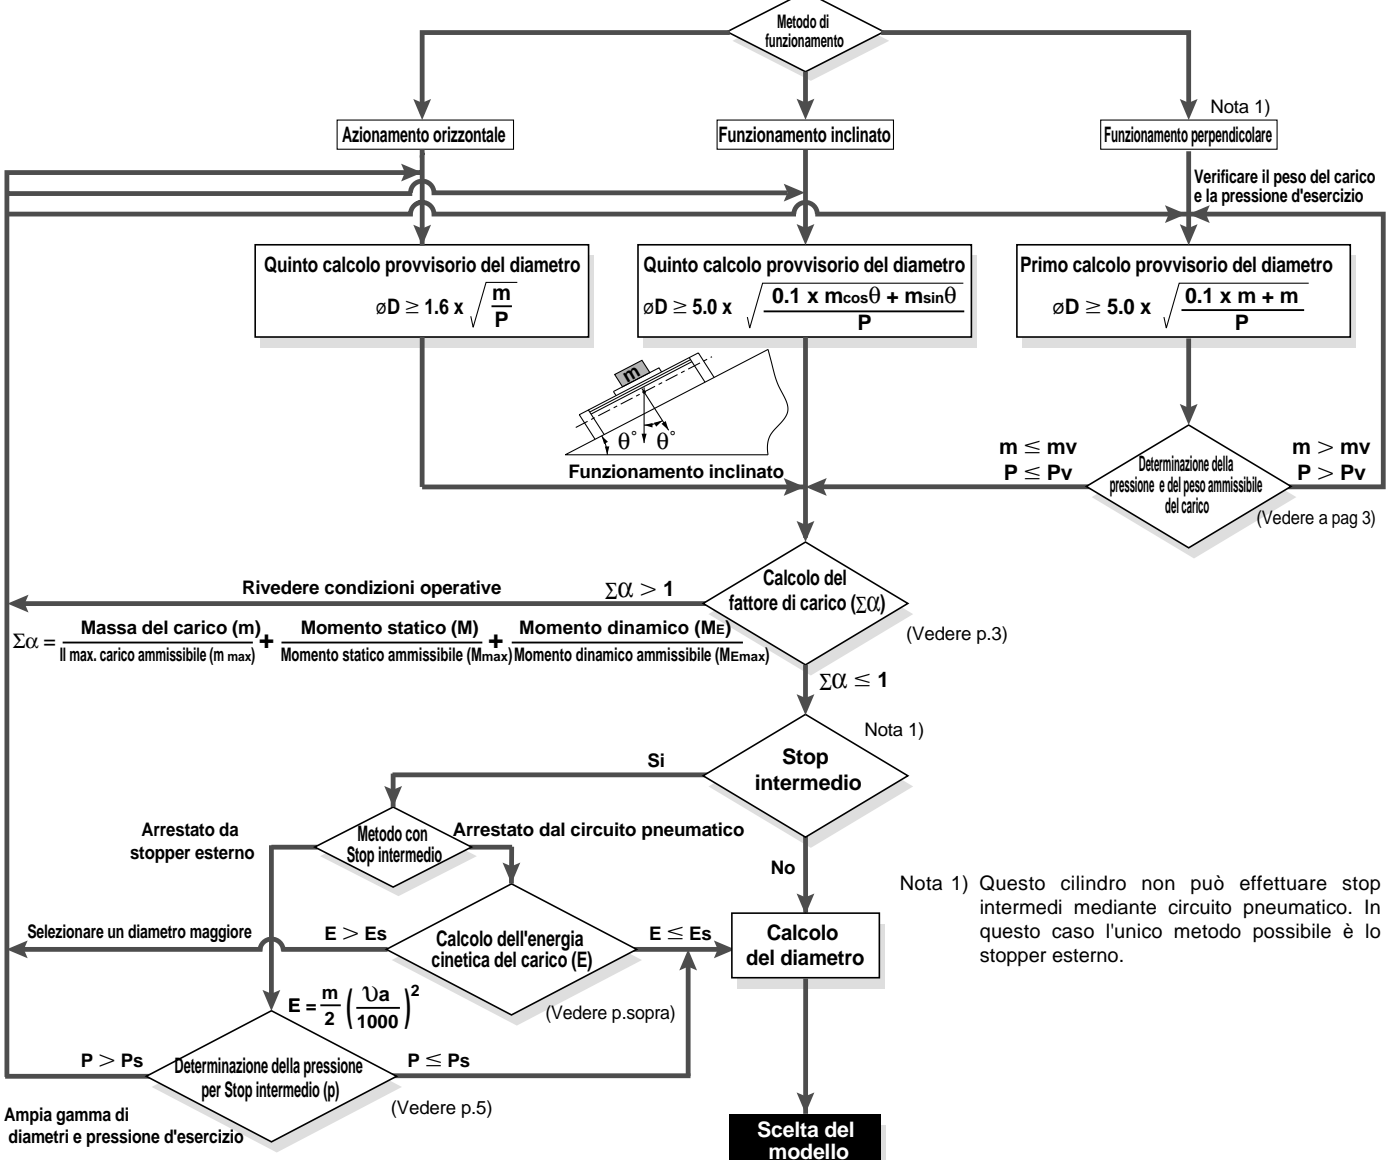 Metodo di
funzionamento
Nota 1)
Azionamento orizzontale
Funzionamento inclinato
Funzionamento perpendicolare
Verificare il peso del carico
e la pressione d'esercizio
Quinto calcolo provvisorio del diametro
øD ≥ 1.6 x √(m/P)
Quinto calcolo provvisorio del diametro
øD ≥ 5.0 x √((0.1 x mcosθ + msinθ)/P)
Primo calcolo provvisorio del diametro
øD ≥ 5.0 x √((0.1 x m + m)/P)
m
θ° θ°
Funzionamento inclinato
m ≤ mv
P ≤ Pv
Determinazione della
pressione e del peso ammissibile
del carico
m > mv
P > Pv
(Vedere a pag 3)
Rivedere condizioni operative
Σα > 1
Calcolo del
fattore di carico (Σα)
(Vedere p.3)
Σα = Massa del carico (m)/Il max. carico ammissibile (m max) + Momento statico (M)/Momento statico ammissibile (Mmax) + Momento dinamico (ME)/Momento dinamico ammissibile (MEmax)
Σα ≤ 1
Nota 1)
Si
Stop
intermedio
Arrestato da
stopper esterno
Metodo con
Stop intermedio
Arrestato dal circuito pneumatico
No
Selezionare un diametro maggiore
E > Es
Calcolo dell'energia
cinetica del carico (E)
E ≤ Es
Calcolo
del diametro
Nota 1) Questo cilindro non può effettuare stop
intermedi mediante circuito pneumatico. In
questo caso l'unico metodo possibile è lo
stopper esterno.
E = m/2 (υa/1000)²
(Vedere p.sopra)
P > Ps
Determinazione della pressione
per Stop intermedio (p)
P ≤ Ps
(Vedere p.5)
Ampia gamma di
diametri e pressione d'esercizio
Scelta del
modello